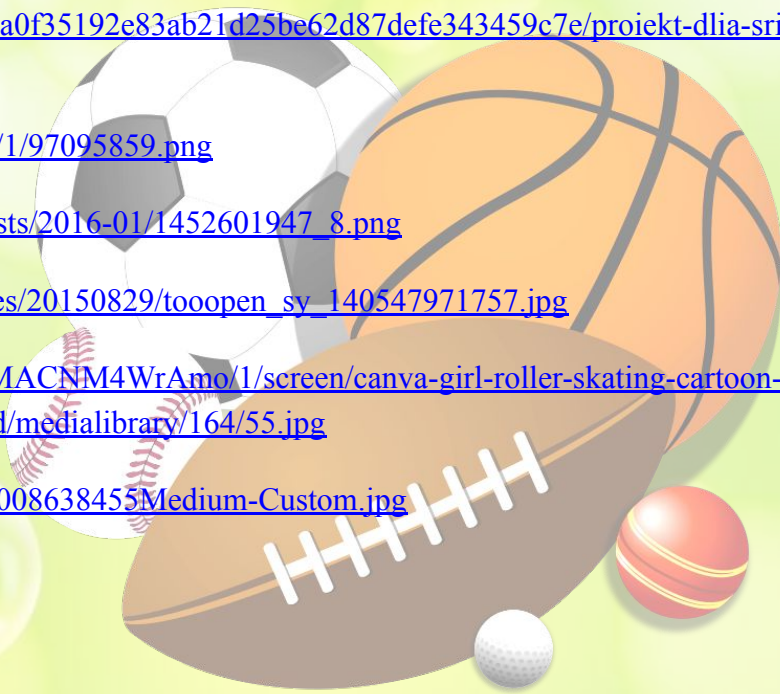 a0f35192e83ab21d25be62d87defe343459c7e/proiekt-dlia-sri
/1/97095859.png
sts/2016-01/1452601947_8.png
es/20150829/tooopen_sy_140547971757.jpg
MACNM4WrAmo/1/screen/canva-girl-roller-skating-cartoon-
d/medialibrary/164/55.jpg
008638455Medium-Custom.jpg